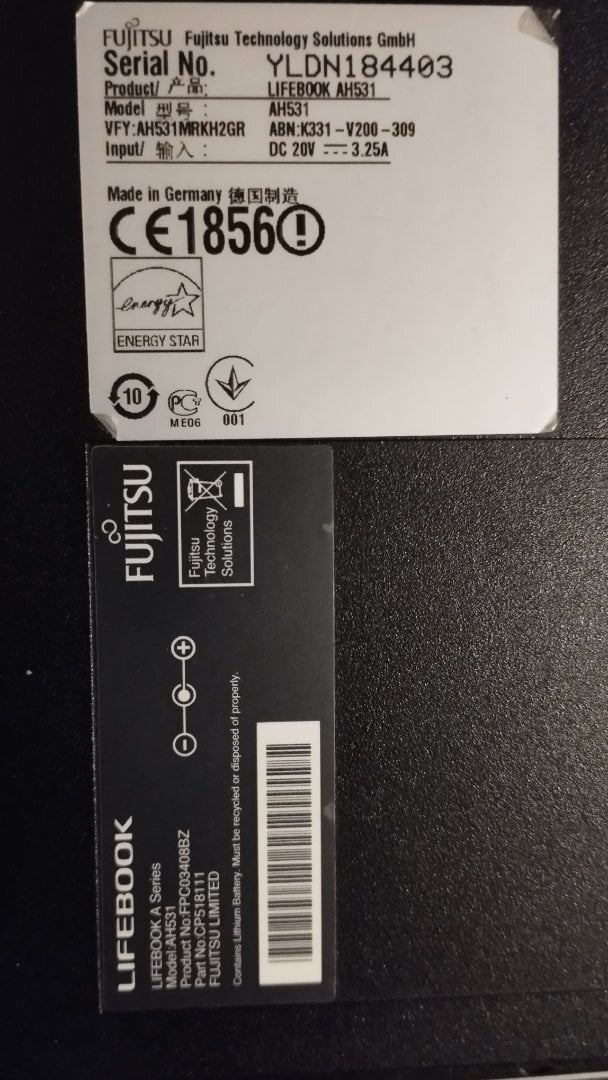 FUJITSU Fujitsu Technology Solutions GmbH
Serial No. YLDN184403
Product/ 产品: LIFEBOOK AH531
Model 型号 : AH531
VFY:AH531MRKH2GR ABN:K331-V200-309
Input/ 输入 : DC 20V ⎓ 3.25A
Made in Germany 德国制造
CE1856!
energy
ENERGY STAR
10
PC
ME06
001
FUJITSU
Fujitsu
Technology
Solutions
LIFEBOOK
LIFEBOOK A Series
Model:AH531
Product No:FPC03408BZ
Part No:CP518111
FUJITSU LIMITED
Contains Lithium Battery. Must be recycled or disposed of properly.